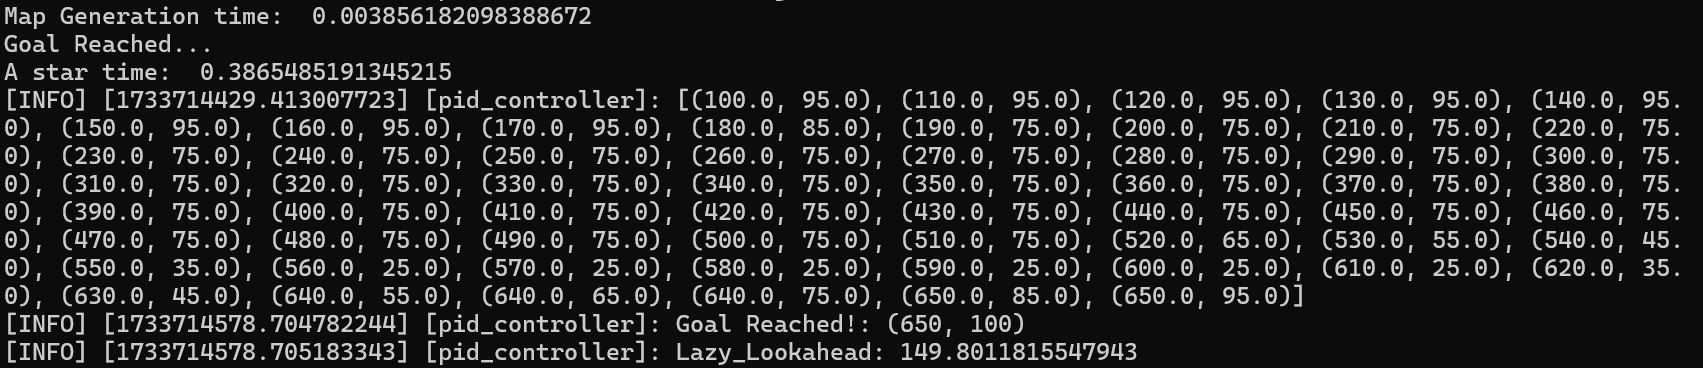 Map Generation time:  0.003856182098388672
Goal Reached...
A star time:  0.3865485191345215
[INFO] [1733714429.413007723] [pid_controller]: [(100.0, 95.0), (110.0, 95.0), (120.0, 95.0), (130.0, 95.0), (140.0, 95.
0), (150.0, 95.0), (160.0, 95.0), (170.0, 95.0), (180.0, 85.0), (190.0, 75.0), (200.0, 75.0), (210.0, 75.0), (220.0, 75.
0), (230.0, 75.0), (240.0, 75.0), (250.0, 75.0), (260.0, 75.0), (270.0, 75.0), (280.0, 75.0), (290.0, 75.0), (300.0, 75.
0), (310.0, 75.0), (320.0, 75.0), (330.0, 75.0), (340.0, 75.0), (350.0, 75.0), (360.0, 75.0), (370.0, 75.0), (380.0, 75.
0), (390.0, 75.0), (400.0, 75.0), (410.0, 75.0), (420.0, 75.0), (430.0, 75.0), (440.0, 75.0), (450.0, 75.0), (460.0, 75.
0), (470.0, 75.0), (480.0, 75.0), (490.0, 75.0), (500.0, 75.0), (510.0, 75.0), (520.0, 65.0), (530.0, 55.0), (540.0, 45.
0), (550.0, 35.0), (560.0, 25.0), (570.0, 25.0), (580.0, 25.0), (590.0, 25.0), (600.0, 25.0), (610.0, 25.0), (620.0, 35.
0), (630.0, 45.0), (640.0, 55.0), (640.0, 65.0), (640.0, 75.0), (650.0, 85.0), (650.0, 95.0)]
[INFO] [1733714578.704782244] [pid_controller]: Goal Reached!: (650, 100)
[INFO] [1733714578.705183343] [pid_controller]: Lazy_Lookahead: 149.8011815547943